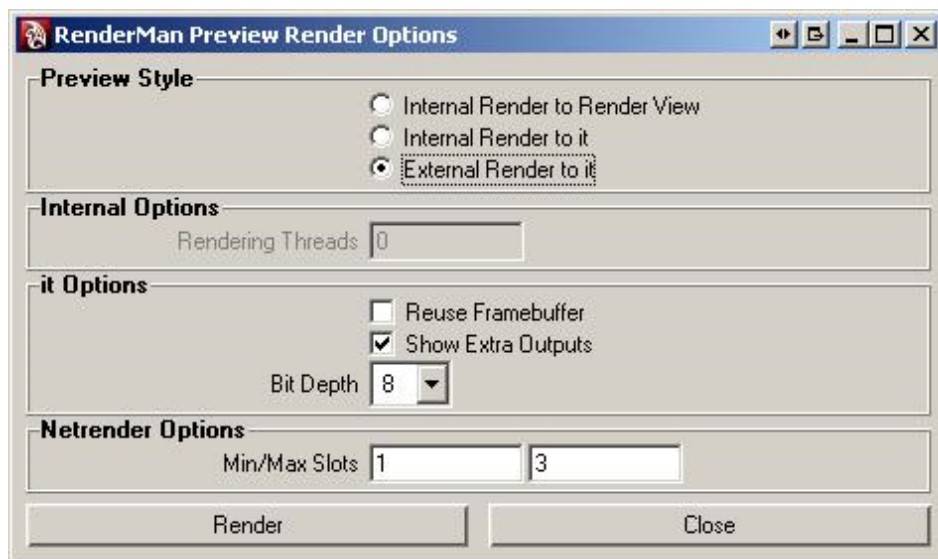 RenderMan Preview Render Options
Preview Style
Internal Render to Render View
Internal Render to it
External Render to it
Internal Options
Rendering Threads 0
it Options
Reuse Framebuffer
Show Extra Outputs
Bit Depth 8
Netrender Options
Min/Max Slots 1 3
Render Close